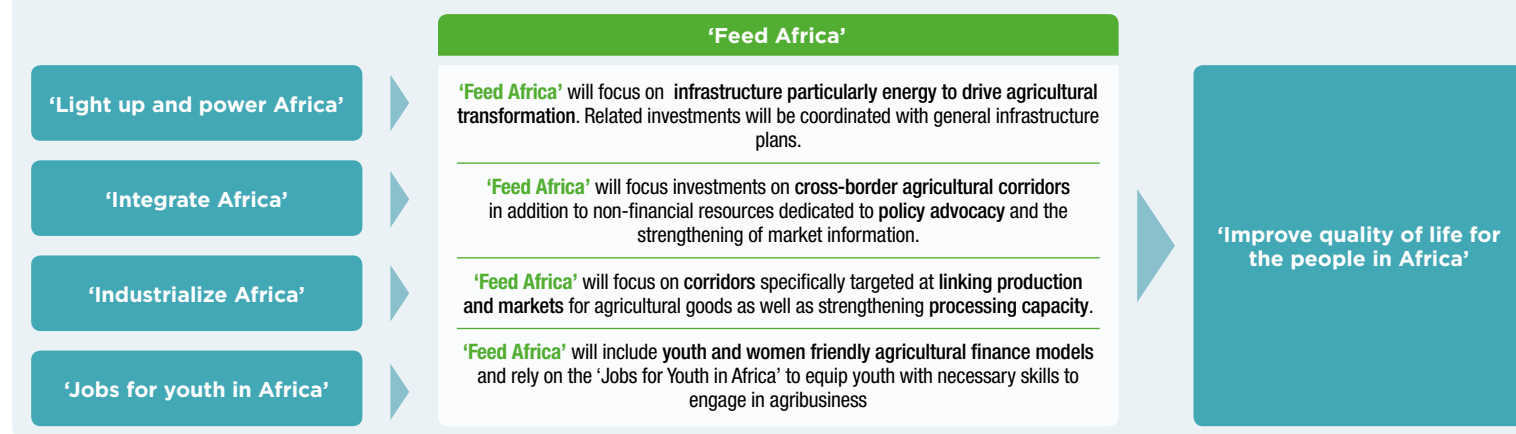 ‘Feed Africa’
‘Light up and power Africa’
‘Feed Africa’ will focus on infrastructure particularly energy to drive agricultural
transformation. Related investments will be coordinated with general infrastructure
plans.
‘Integrate Africa’
‘Feed Africa’ will focus investments on cross-border agricultural corridors
in addition to non-financial resources dedicated to policy advocacy and the
strengthening of market information.
‘Industrialize Africa’
‘Feed Africa’ will focus on corridors specifically targeted at linking production
and markets for agricultural goods as well as strengthening processing capacity.
‘Jobs for youth in Africa’
‘Feed Africa’ will include youth and women friendly agricultural finance models
and rely on the ‘Jobs for Youth in Africa’ to equip youth with necessary skills to
engage in agribusiness
‘Improve quality of life for
the people in Africa’